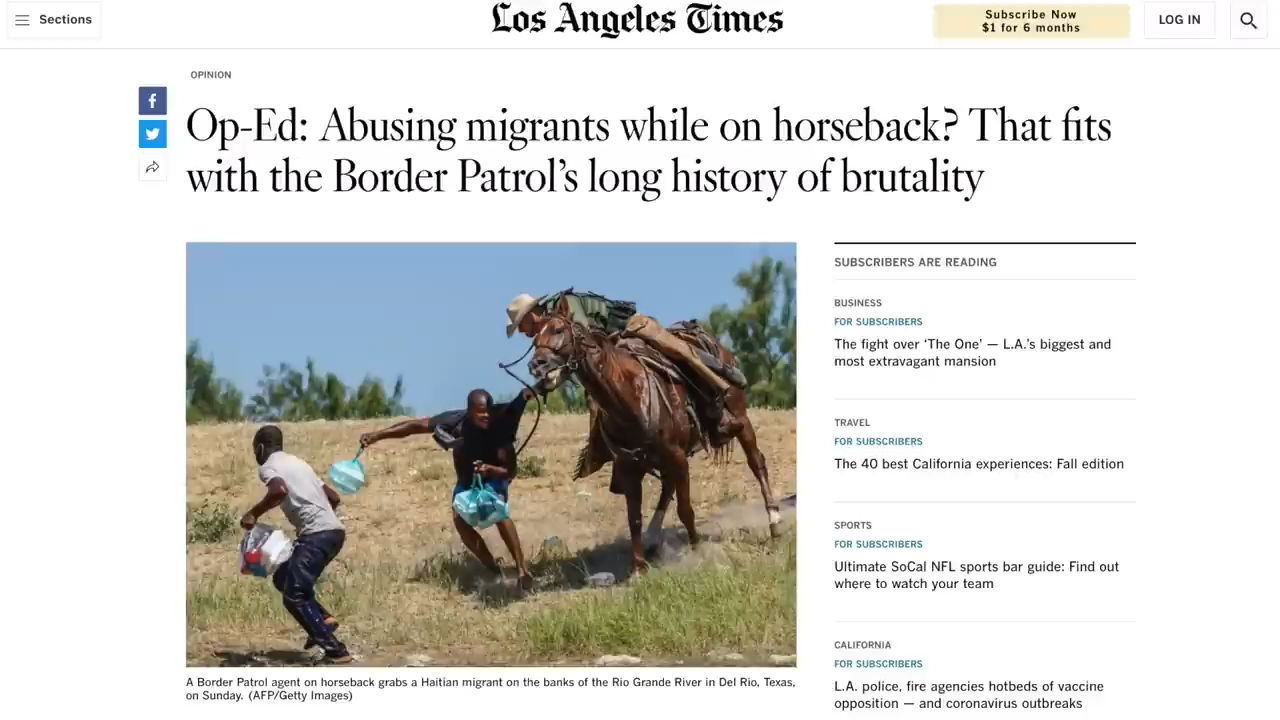 Sections
Los Angeles Times
Subscribe Now
$1 for 6 months
LOG IN
OPINION
Op-Ed: Abusing migrants while on horseback? That fits
with the Border Patrol’s long history of brutality
A Border Patrol agent on horseback grabs a Haitian migrant on the banks of the Rio Grande River in Del Rio, Texas,
on Sunday. (AFP/Getty Images)
SUBSCRIBERS ARE READING
BUSINESS
FOR SUBSCRIBERS
The fight over ‘The One’ — L.A.’s biggest and
most extravagant mansion
TRAVEL
FOR SUBSCRIBERS
The 40 best California experiences: Fall edition
SPORTS
FOR SUBSCRIBERS
Ultimate SoCal NFL sports bar guide: Find out
where to watch your team
CALIFORNIA
FOR SUBSCRIBERS
L.A. police, fire agencies hotbeds of vaccine
opposition — and coronavirus outbreaks